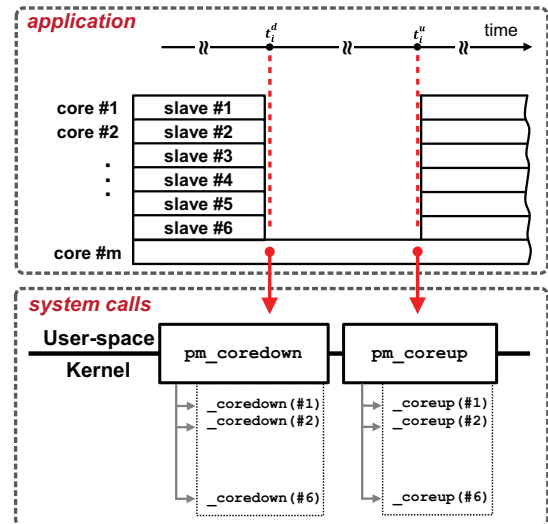 application
t_i^d
t_i^u
time
core #1
slave #1
core #2
slave #2
slave #3
slave #4
slave #5
slave #6
core #m
system calls
User-space
Kernel
pm_coredown
pm_coreup
_coredown(#1)
_coreup(#1)
_coredown(#2)
_coreup(#2)
_coredown(#6)
_coreup(#6)